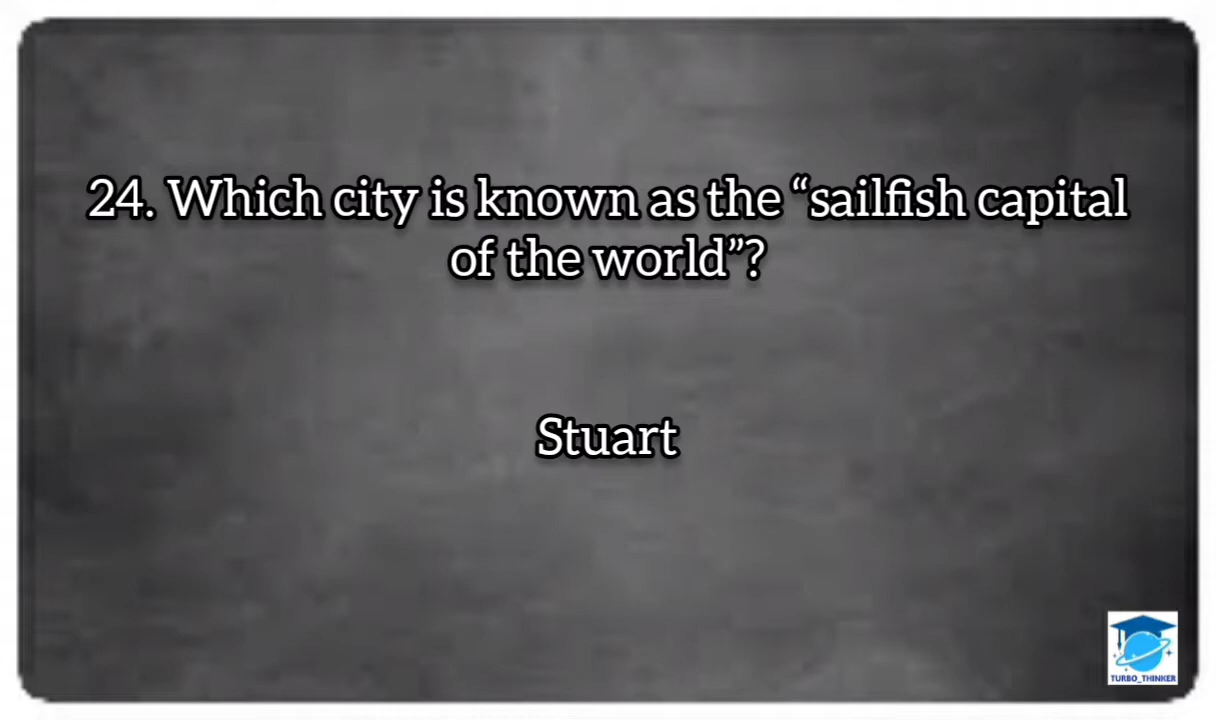 24. Which city is known as the “sailfish capital
of the world”?
Stuart
TURBO_THINKER